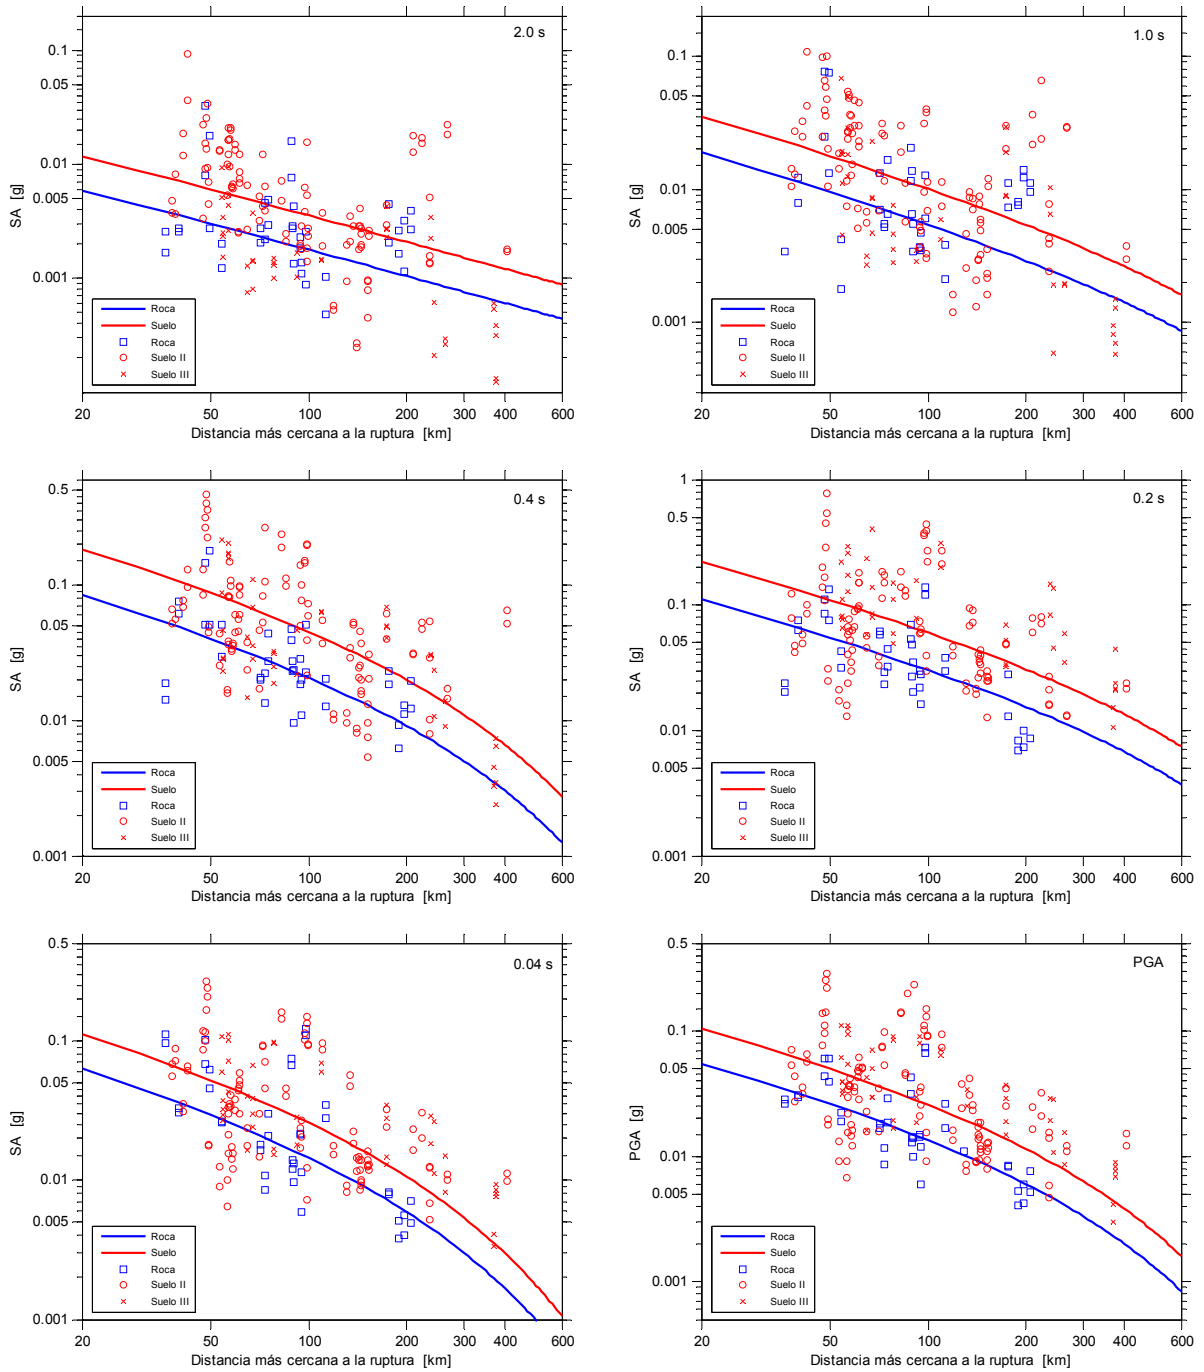 2.0 s
0.1
0.05
0.01
0.005
0.001
SA [g]
20 50 100 200 300 400 600
Distancia más cercana a la ruptura [km]
Roca
Suelo
Roca
Suelo II
Suelo III
1.0 s
0.1
0.05
0.01
0.005
0.001
SA [g]
20 50 100 200 300 400 600
Distancia más cercana a la ruptura [km]
Roca
Suelo
Roca
Suelo II
Suelo III
0.4 s
0.5
0.1
0.05
0.01
0.005
0.001
SA [g]
20 50 100 200 300 400 600
Distancia más cercana a la ruptura [km]
Roca
Suelo
Roca
Suelo II
Suelo III
0.2 s
1
0.5
0.1
0.05
0.01
0.005
0.001
SA [g]
20 50 100 200 300 400 600
Distancia más cercana a la ruptura [km]
Roca
Suelo
Roca
Suelo II
Suelo III
0.04 s
0.5
0.1
0.05
0.01
0.005
0.001
SA [g]
20 50 100 200 300 400 600
Distancia más cercana a la ruptura [km]
Roca
Suelo
Roca
Suelo II
Suelo III
PGA
0.5
0.1
0.05
0.01
0.005
0.001
PGA [g]
20 50 100 200 300 400 600
Distancia más cercana a la ruptura [km]
Roca
Suelo
Roca
Suelo II
Suelo III